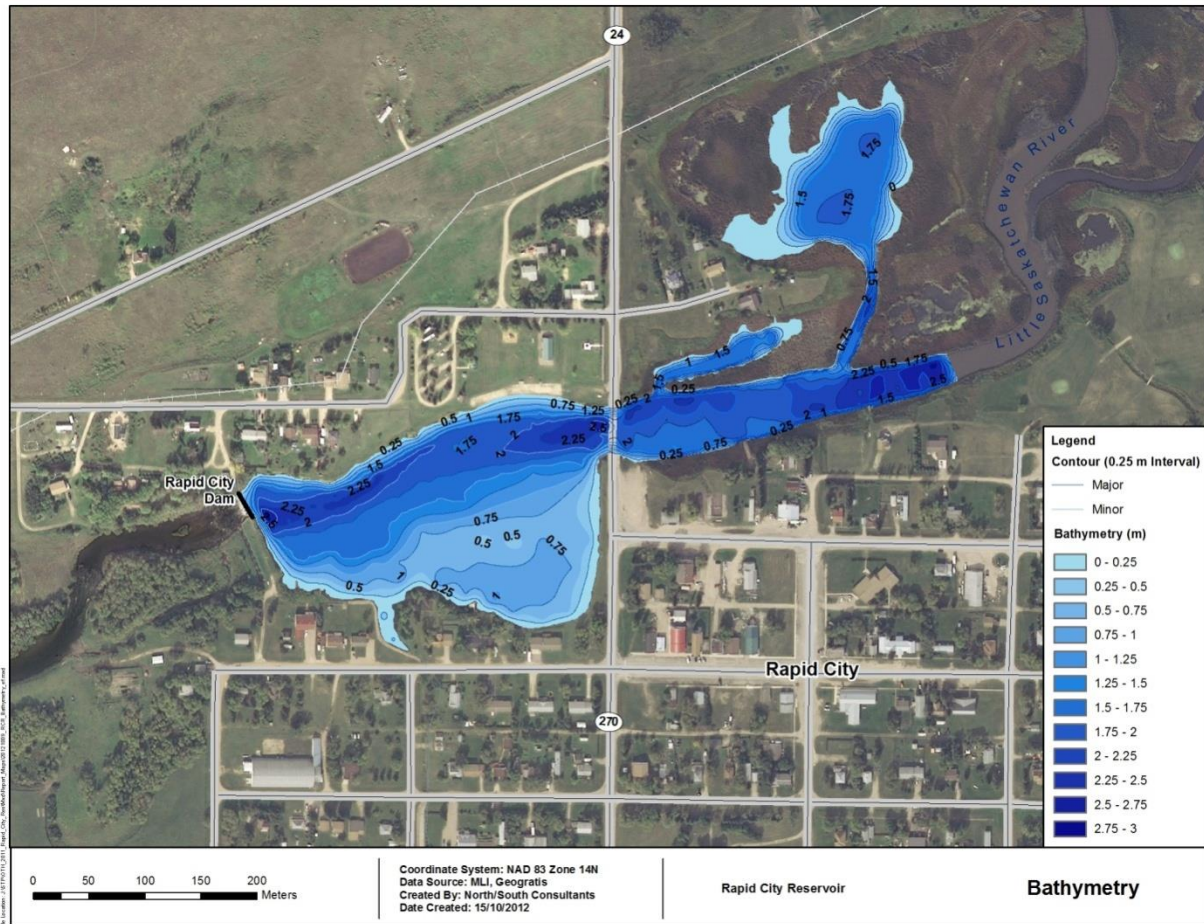 24
Little Saskatchewan River
1.75
1.5
1.75
0
1.5
2
0.75
1
1.5
1.5
2
0.25
2.25
0.5
1.75
2.5
2
1
1.5
0.25
0.75
0.25
2
0.5
1
0.75
1.25
0.25
1.75
2.5
0.25
1.5
1.75
2
2.25
2
2.25
Rapid City
Dam
2.25
2
2.5
0.75
0.5
0.5
0.75
1
0.5
0.25
1
Rapid City
270
Legend
Contour (0.25 m Interval)
Major
Minor
Bathymetry (m)
0 - 0.25
0.25 - 0.5
0.5 - 0.75
0.75 - 1
1 - 1.25
1.25 - 1.5
1.5 - 1.75
1.75 - 2
2 - 2.25
2.25 - 2.5
2.5 - 2.75
2.75 - 3
0 50 100 150 200
Meters
Coordinate System: NAD 83 Zone 14N
Data Source: MLI, Geogratis
Created By: North/South Consultants
Date Created: 15/10/2012
Rapid City Reservoir
Bathymetry